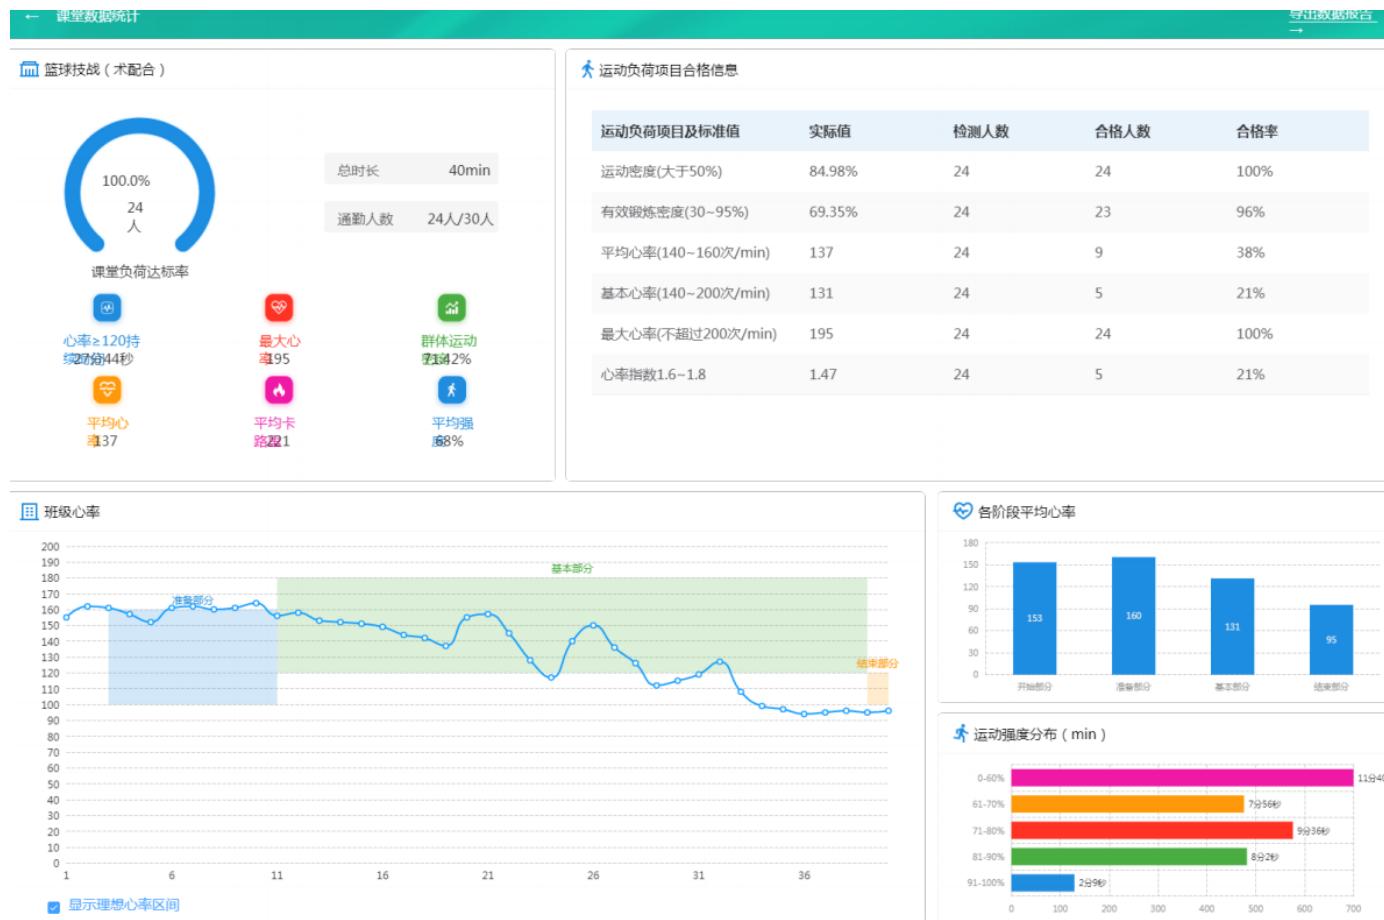 ← 课堂数据统计
导出数据报告
→
篮球技战（术配合）
100.0%
24
人
课堂负荷达标率
总时长 40min
通勤人数 24人/30人
心率≥120持
27分44秒
最大心
率
195
群体运动
71.42%
平均心
率
137
平均卡
221
平均强
68%
运动负荷项目合格信息
运动负荷项目及标准值 实际值 检测人数 合格人数 合格率
运动密度(大于50%) 84.98% 24 24 100%
有效锻炼密度(30~95%) 69.35% 24 23 96%
平均心率(140~160次/min) 137 24 9 38%
基本心率(140~200次/min) 131 24 5 21%
最大心率(不超过200次/min) 195 24 24 100%
心率指数1.6~1.8 1.47 24 5 21%
班级心率
200
190
180
170
160
150
140
130
120
110
100
90
80
70
60
50
40
30
20
10
0
准备部分
基本部分
结束部分
1 6 11 16 21 26 31 36
显示理想心率区间
各阶段平均心率
180
150
120
90
60
30
0
153 160 131 95
开始部分 准备部分 基本部分 结束部分
运动强度分布（min）
0-60% 11分40
61-70% 7分56秒
71-80% 9分36秒
81-90% 8分2秒
91-100% 2分9秒
0 100 200 300 400 500 600 700